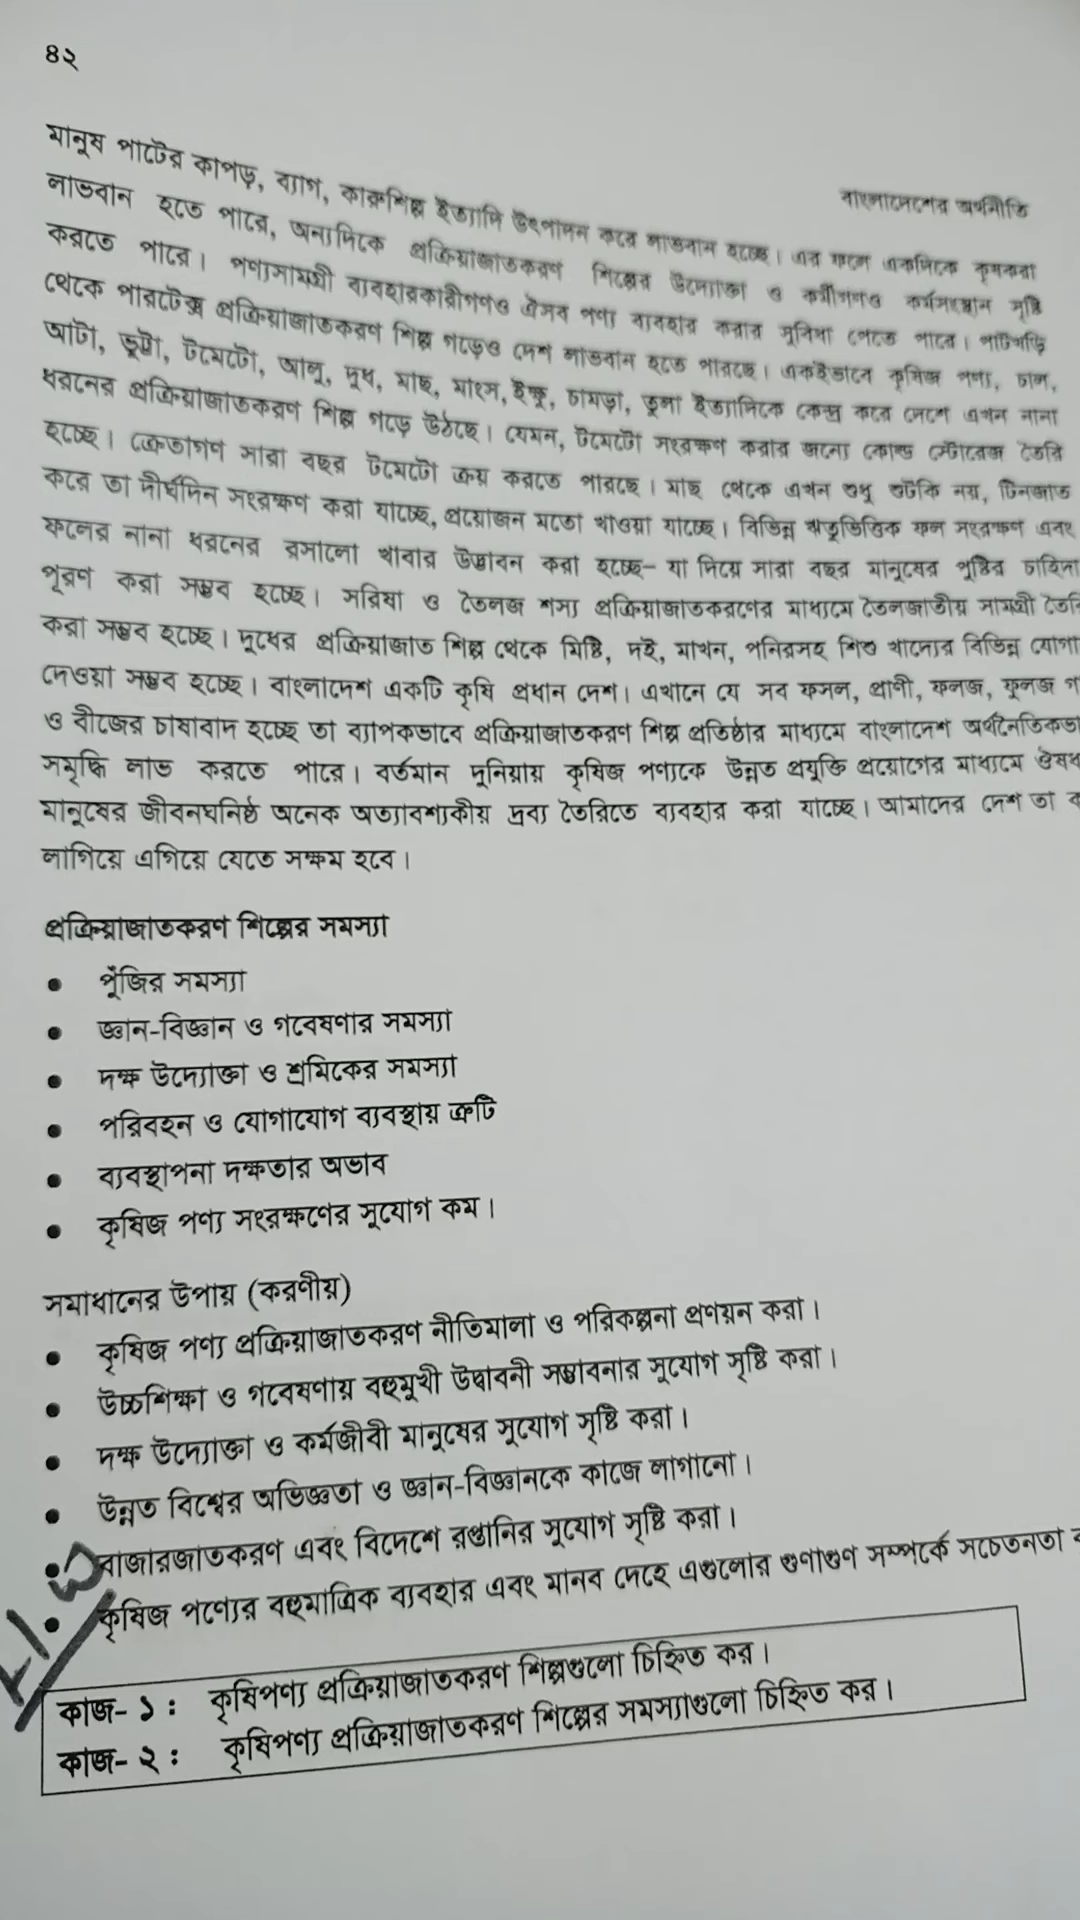 ৪২
বাংলাদেশের অর্থনীতি
মানুষ পাটের কাপড়, ব্যাগ, কারুশিল্প ইত্যাদি উৎপাদন করে লাভবান হচ্ছে। এর ফলে একদিকে কৃষকরা
লাভবান হতে পারে, অন্যদিকে প্রক্রিয়াজাতকরণ শিল্পের উদ্যোক্তা ও কর্মীগণও কর্মসংস্থান সৃষ্টি
করতে পারে। পণ্যসামগ্রী ব্যবহারকারীগণও ঐসব পণ্য ব্যবহার করার সুবিধা পেতে পারে। পাটখড়ি
থেকে পারটেক্স প্রক্রিয়াজাতকরণ শিল্প গড়েও দেশ লাভবান হতে পারছে। একইভাবে কৃষিজ পণ্য, চাল,
আটা, ভুট্টা, টমেটো, আলু, দুধ, মাছ, মাংস, ইক্ষু, চামড়া, তুলা ইত্যাদিকে কেন্দ্র করে দেশে এখন নানা
ধরনের প্রক্রিয়াজাতকরণ শিল্প গড়ে উঠছে। যেমন, টমেটো সংরক্ষণ করার জন্যে কোল্ড স্টোরেজ তৈরি
হচ্ছে। ক্রেতাগণ সারা বছর টমেটো ক্রয় করতে পারছে। মাছ থেকে এখন শুধু শুটকি নয়, টিনজাত
করে তা দীর্ঘদিন সংরক্ষণ করা যাচ্ছে, প্রয়োজন মতো খাওয়া যাচ্ছে। বিভিন্ন ঋতুভিত্তিক ফল সংরক্ষণ এবং
ফলের নানা ধরনের রসালো খাবার উদ্ভাবন করা হচ্ছে- যা দিয়ে সারা বছর মানুষের পুষ্টির চাহিদা
পূরণ করা সম্ভব হচ্ছে। সরিষা ও তৈলজ শস্য প্রক্রিয়াজাতকরণের মাধ্যমে তৈলজাতীয় সামগ্রী তৈরি
করা সম্ভব হচ্ছে। দুধের প্রক্রিয়াজাত শিল্প থেকে মিষ্টি, দই, মাখন, পনিরসহ শিশু খাদ্যের বিভিন্ন যোগা
দেওয়া সম্ভব হচ্ছে। বাংলাদেশ একটি কৃষি প্রধান দেশ। এখানে যে সব ফসল, প্রাণী, ফলজ, ফুলজ গ
ও বীজের চাষাবাদ হচ্ছে তা ব্যাপকভাবে প্রক্রিয়াজাতকরণ শিল্প প্রতিষ্ঠার মাধ্যমে বাংলাদেশ অর্থনৈতিকভা
সমৃদ্ধি লাভ করতে পারে। বর্তমান দুনিয়ায় কৃষিজ পণ্যকে উন্নত প্রযুক্তি প্রয়োগের মাধ্যমে ঔষধ
মানুষের জীবনঘনিষ্ঠ অনেক অত্যাবশ্যকীয় দ্রব্য তৈরিতে ব্যবহার করা যাচ্ছে। আমাদের দেশ তা ক
লাগিয়ে এগিয়ে যেতে সক্ষম হবে।
প্রক্রিয়াজাতকরণ শিল্পের সমস্যা
• পুঁজির সমস্যা
• জ্ঞান-বিজ্ঞান ও গবেষণার সমস্যা
• দক্ষ উদ্যোক্তা ও শ্রমিকের সমস্যা
• পরিবহন ও যোগাযোগ ব্যবস্থায় ত্রুটি
• ব্যবস্থাপনা দক্ষতার অভাব
• কৃষিজ পণ্য সংরক্ষণের সুযোগ কম।
সমাধানের উপায় (করণীয়)
• কৃষিজ পণ্য প্রক্রিয়াজাতকরণ নীতিমালা ও পরিকল্পনা প্রণয়ন করা।
• উচ্চশিক্ষা ও গবেষণায় বহুমুখী উদ্ভাবনী সম্ভাবনার সুযোগ সৃষ্টি করা।
• দক্ষ উদ্যোক্তা ও কর্মজীবী মানুষের সুযোগ সৃষ্টি করা।
• উন্নত বিশ্বের অভিজ্ঞতা ও জ্ঞান-বিজ্ঞানকে কাজে লাগানো।
• বাজারজাতকরণ এবং বিদেশে রপ্তানির সুযোগ সৃষ্টি করা।
• কৃষিজ পণ্যের বহুমাত্রিক ব্যবহার এবং মানব দেহে এগুলোর গুণাগুণ সম্পর্কে সচেতনতা
কাজ- ১ : কৃষিপণ্য প্রক্রিয়াজাতকরণ শিল্পগুলো চিহ্নিত কর।
কাজ- ২ : কৃষিপণ্য প্রক্রিয়াজাতকরণ শিল্পের সমস্যাগুলো চিহ্নিত কর।